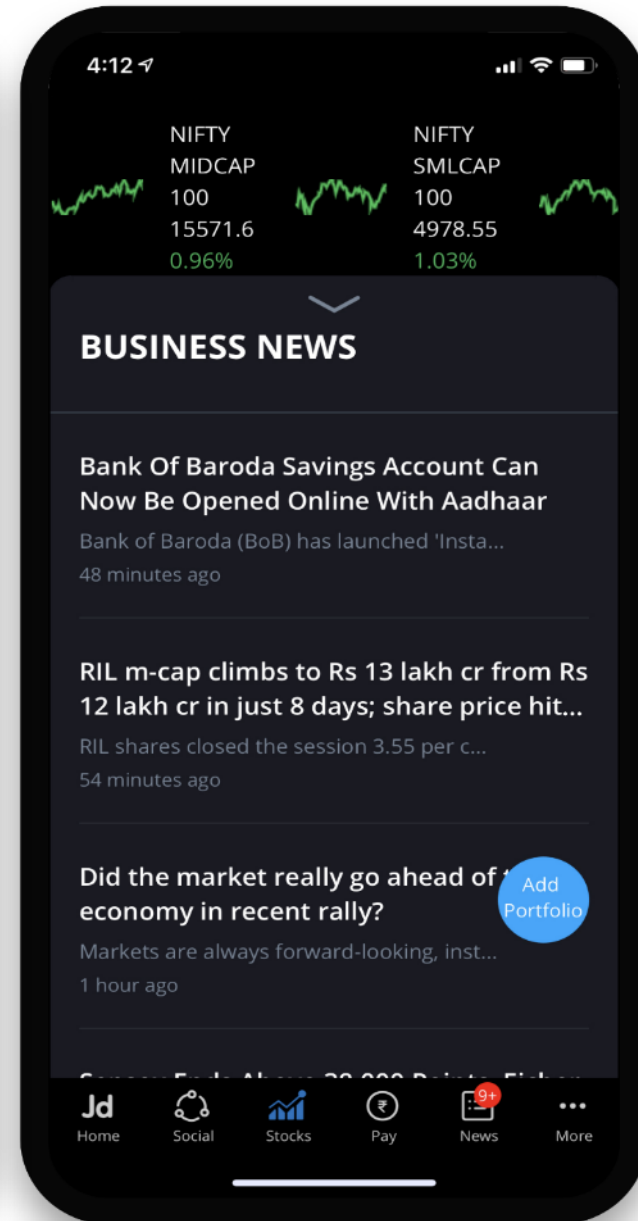 4:12
NIFTY
MIDCAP
100
15571.6
0.96%
NIFTY
SMLCAP
100
4978.55
1.03%
BUSINESS NEWS
Bank Of Baroda Savings Account Can
Now Be Opened Online With Aadhaar
Bank of Baroda (BoB) has launched 'Insta...
48 minutes ago
RIL m-cap climbs to Rs 13 lakh cr from Rs
12 lakh cr in just 8 days; share price hit...
RIL shares closed the session 3.55 per c...
54 minutes ago
Did the market really go ahead of
economy in recent rally?
Markets are always forward-looking, inst...
1 hour ago
Add
Portfolio
Jd
Home
Social
Stocks
₹
Pay
9+
News
More